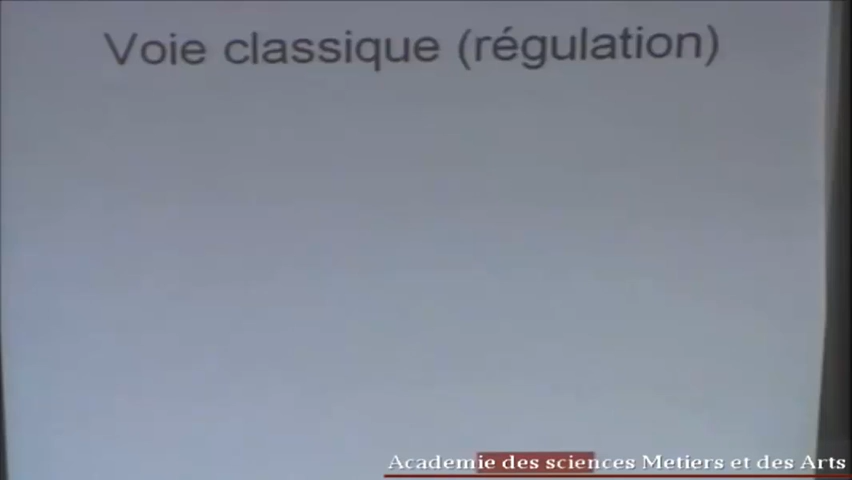 Voie classique (régulation)
Academie des sciences Metiers et des Arts